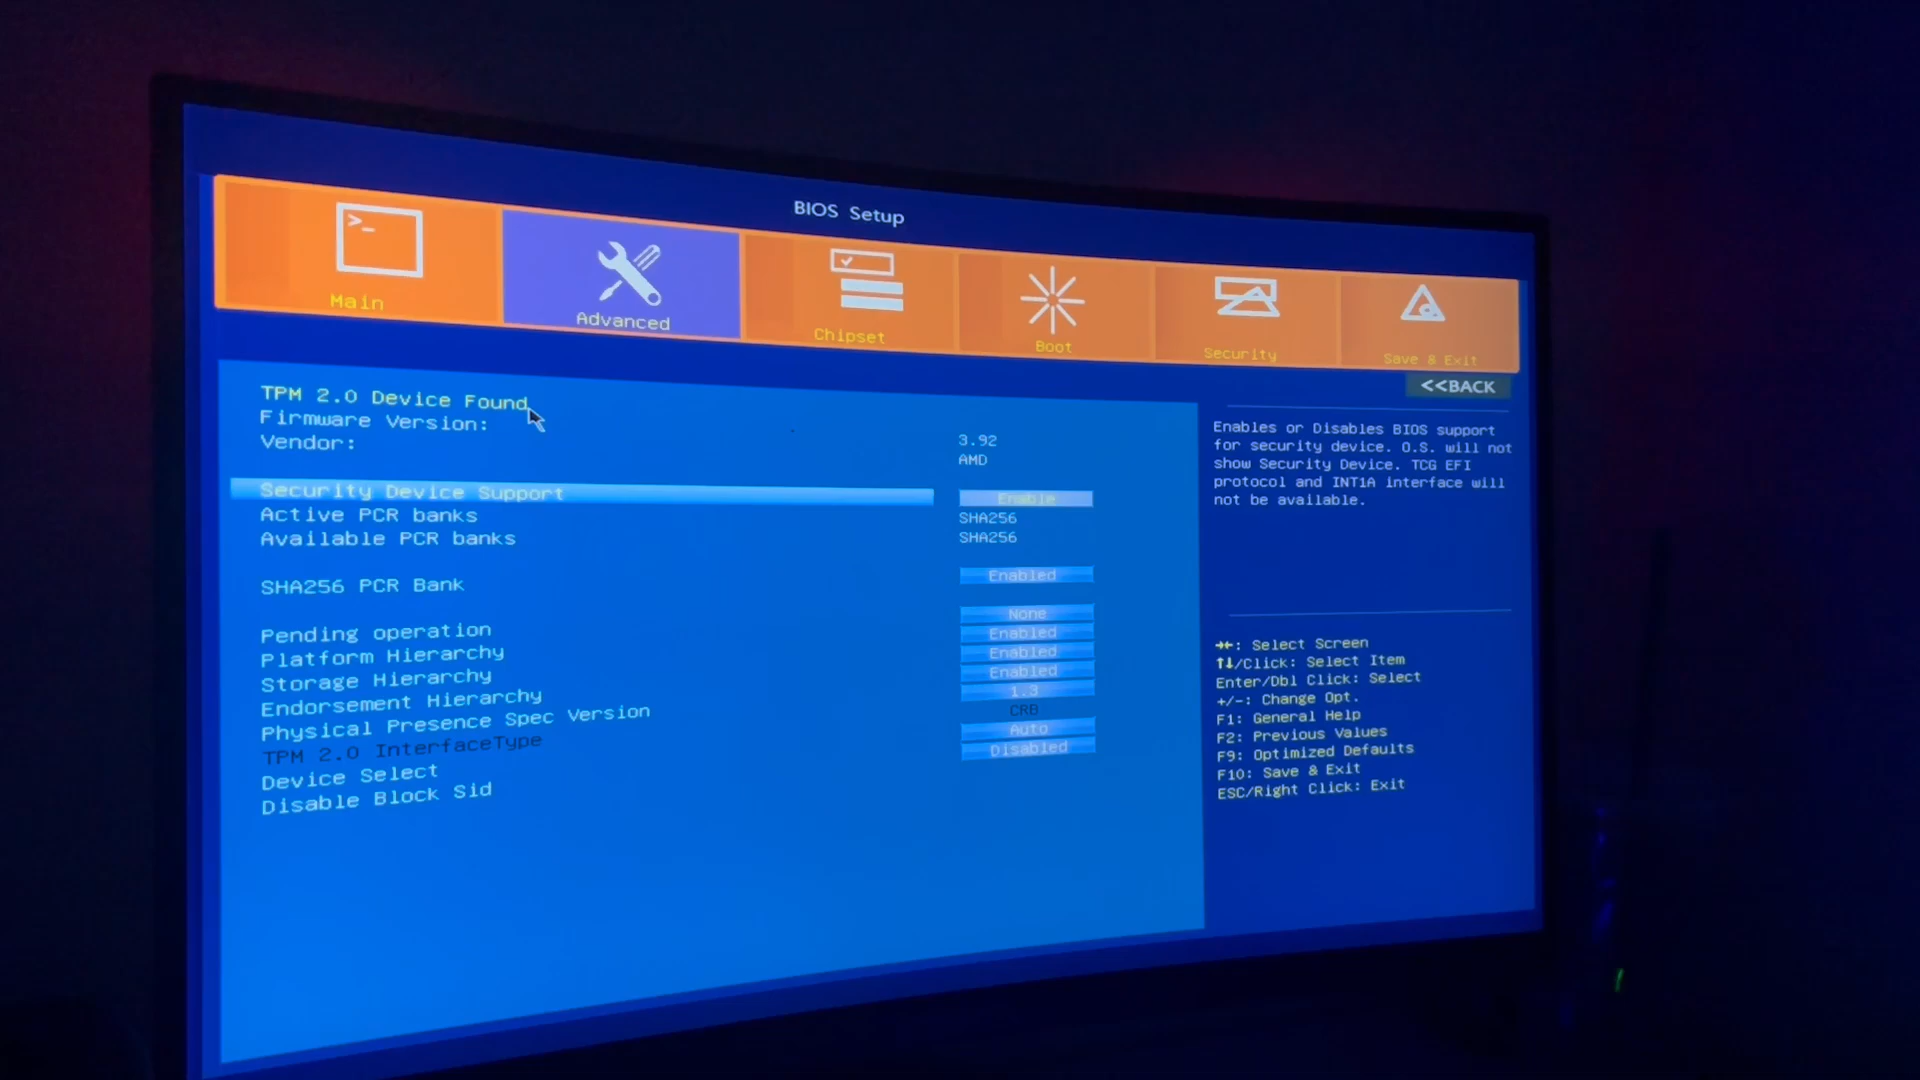 BIOS Setup
Main
Advanced
Chipset
Boot
Security
Save & Exit
<<BACK
TPM 2.0 Device Found
Firmware Version: 3.92
Vendor: AMD
Security Device Support Enable
Active PCR banks SHA256
Available PCR banks SHA256
SHA256 PCR Bank Enabled
Pending operation None
Platform Hierarchy Enabled
Storage Hierarchy Enabled
Endorsement Hierarchy Enabled
Physical Presence Spec Version 1.3
TPM 2.0 InterfaceType CRB
Device Select Auto
Disable Block Sid Disabled
Enables or Disables BIOS support
for security device. O.S. will not
show Security Device. TCG EFI
protocol and INT1A interface will
not be available.
→←: Select Screen
↑↓/Click: Select Item
Enter/Dbl Click: Select
+/-: Change Opt.
F1: General Help
F2: Previous Values
F9: Optimized Defaults
F10: Save & Exit
ESC/Right Click: Exit